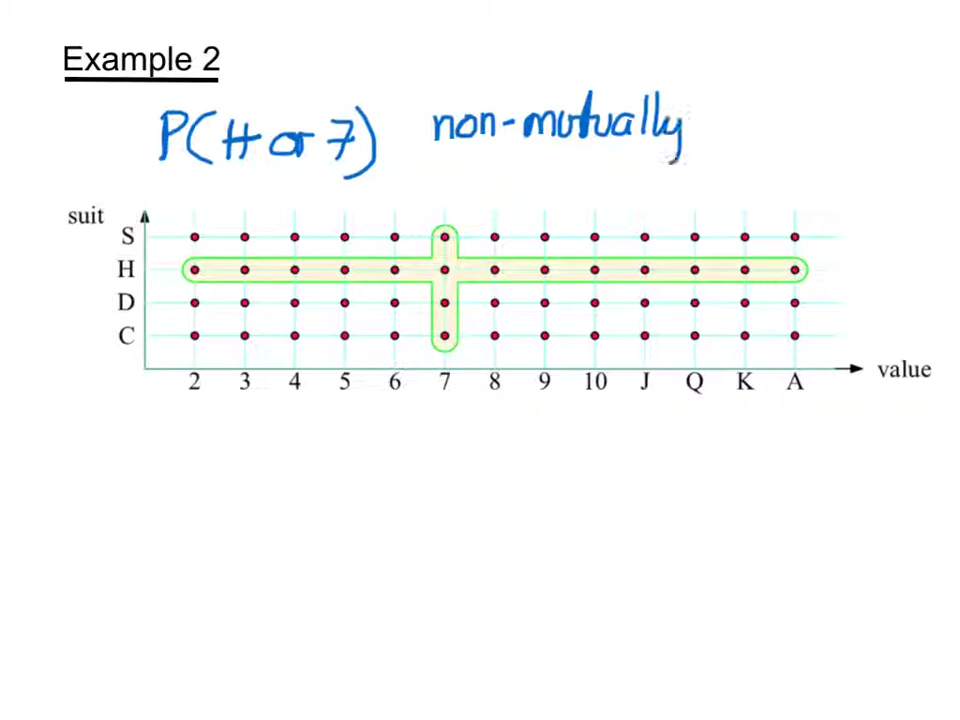 Example 2
P(H or 7) non-mutually
suit
S
H
D
C
2 3 4 5 6 7 8 9 10 J Q K A
value